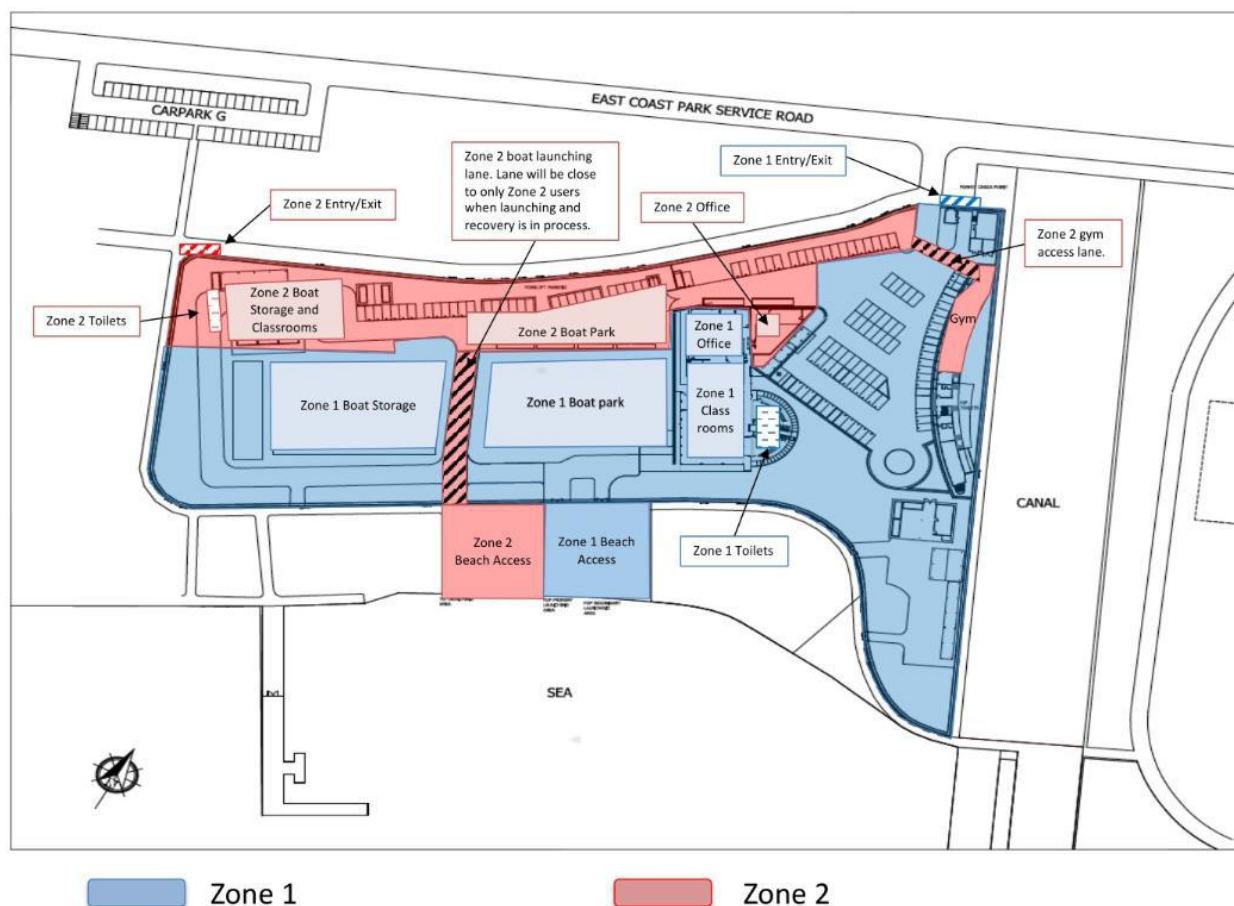 EAST COAST PARK SERVICE ROAD
CARPARK G
Zone 2 boat launching
lane. Lane will be close
to only Zone 2 users
when launching and
recovery is in process.
Zone 1 Entry/Exit
Zone 2 Entry/Exit
Zone 2 Office
Zone 2 gym
access lane.
Zone 2 Toilets
Zone 2 Boat
Storage and
Classrooms
Zone 2 Boat Park
Zone 1
Office
Gym
Zone 1 Boat Storage
Zone 1 Boat park
Zone 1
Class
rooms
CANAL
Zone 2
Beach Access
Zone 1 Beach
Access
Zone 1 Toilets
SEA
Zone 1
Zone 2